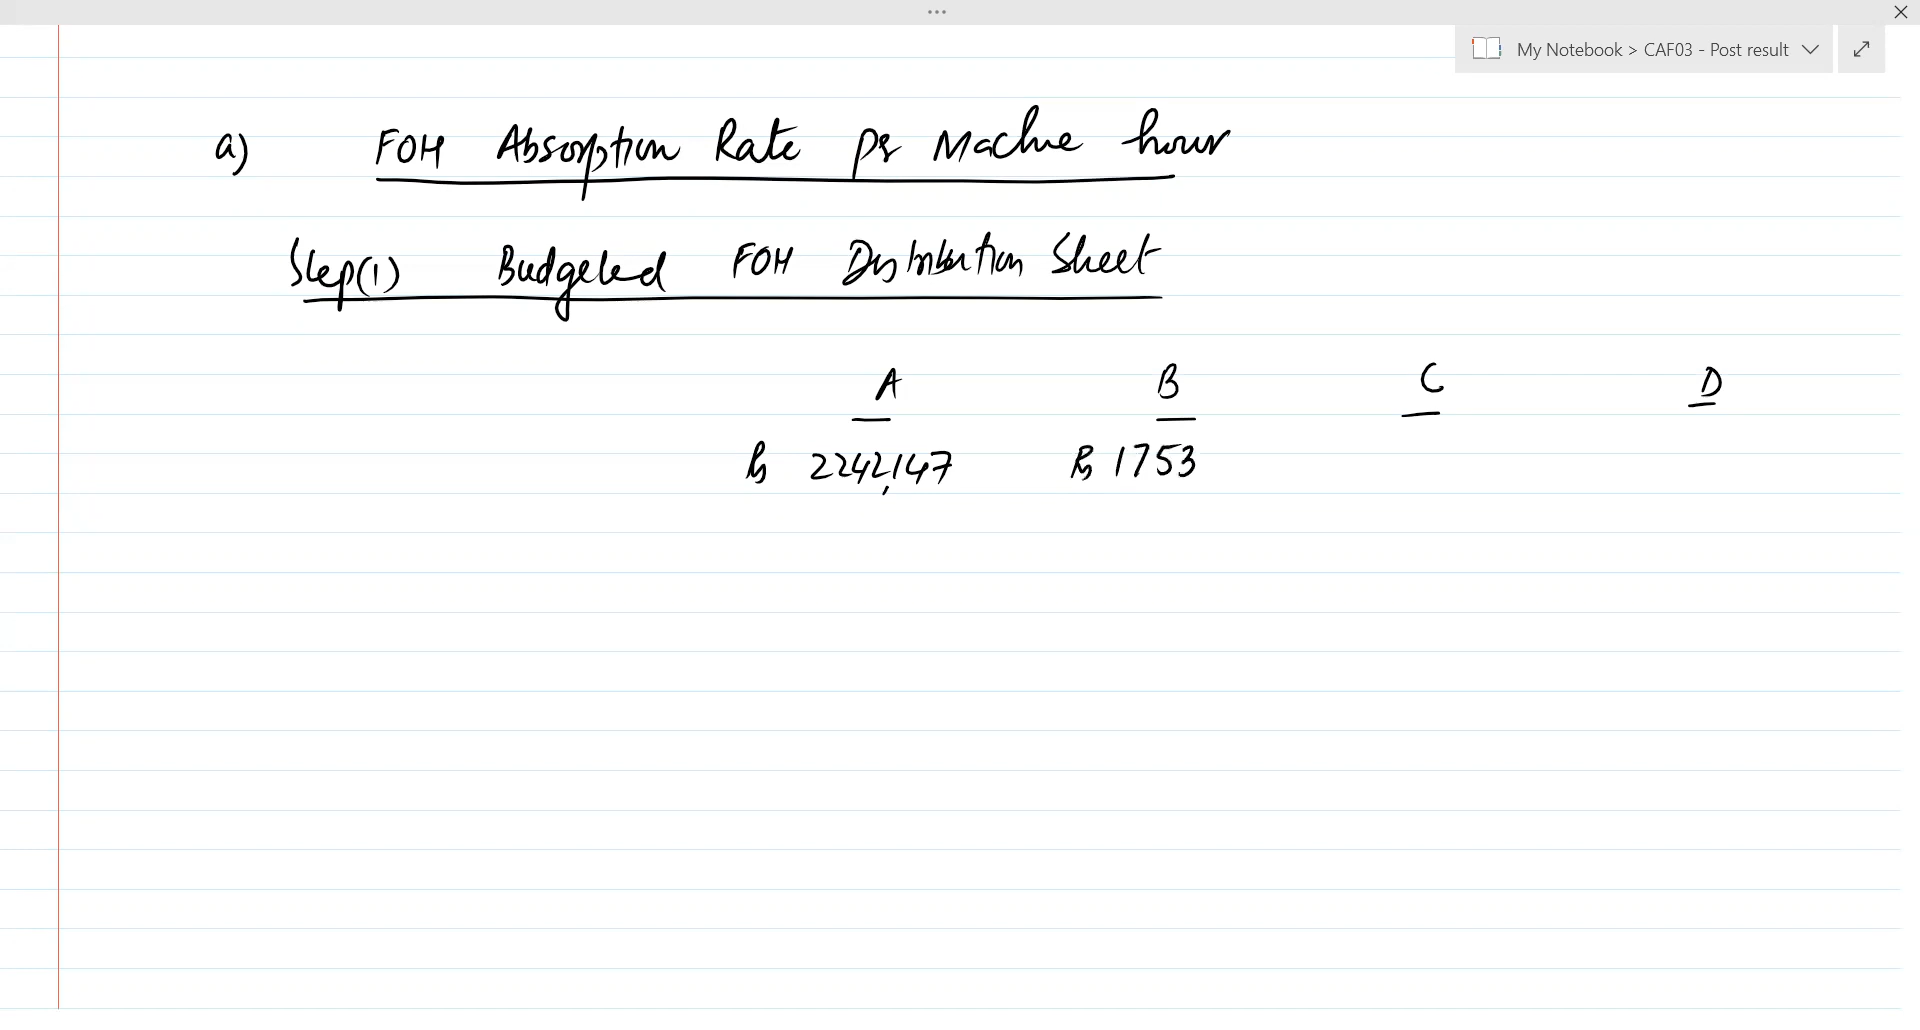 My Notebook > CAF03 - Post result
a) FOH Absorption Rate per Machine hour
Step(1) Budgeted FOH Distribution Sheet
A B C D
Rs 2242,147 Rs 1753